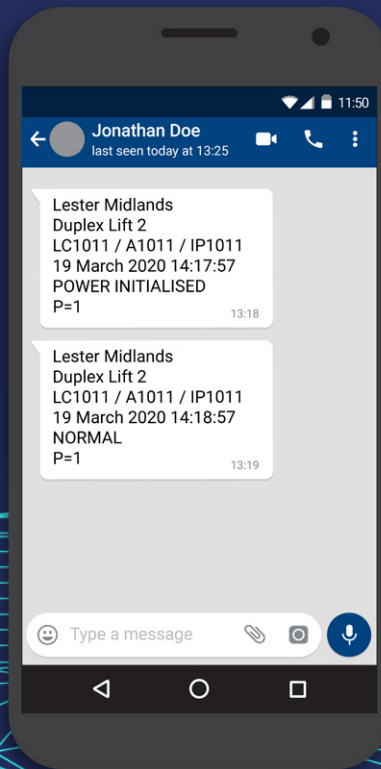 11:50
Jonathan Doe
last seen today at 13:25
Lester Midlands
Duplex Lift 2
LC1011 / A1011 / IP1011
19 March 2020 14:17:57
POWER INITIALISED
P=1
13:18
Lester Midlands
Duplex Lift 2
LC1011 / A1011 / IP1011
19 March 2020 14:18:57
NORMAL
P=1
13:19
Type a message